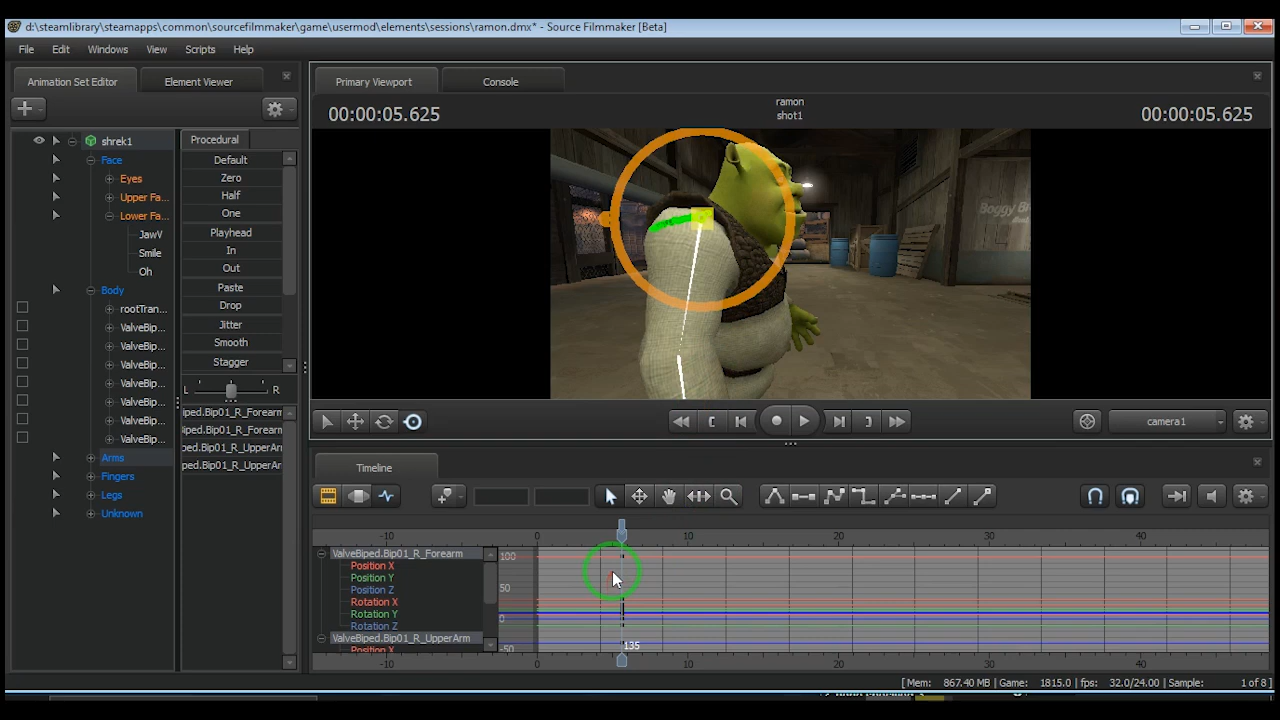 d:\steamlibrary\steamapps\common\sourcefilmmaker\game\usermod\elements\sessions\ramon.dmx* - Source Filmmaker [Beta]
File Edit Windows View Scripts Help
Animation Set Editor Element Viewer
Primary Viewport Console
00:00:05.625
ramon
shot1
00:00:05.625
shrek1
Face
Eyes
Upper Fa...
Lower Fa...
JawV
Smile
Oh
Body
rootTran...
ValveBip...
ValveBip...
ValveBip...
ValveBip...
ValveBip...
ValveBip...
ValveBip...
Arms
Fingers
Legs
Unknown
Procedural
Default
Zero
Half
One
Playhead
In
Out
Paste
Drop
Jitter
Smooth
Stagger
L R
iped.Bip01_R_Forearm
iped.Bip01_R_Forearm
ped.Bip01_R_UpperAr
ped.Bip01_R_UpperAr
camera1
Timeline
-10 0 10 20 30 40
ValveBiped.Bip01_R_Forearm
Position X
Position Y
Position Z
Rotation X
Rotation Y
Rotation Z
ValveBiped.Bip01_R_UpperArm
Position X
100
50
0
-50
135
-10 0 10 20 30 40
[ Mem: 867.40 MB | Game: 1815.0 | fps: 32.0/24.00 | Sample: 1 of 8 ]